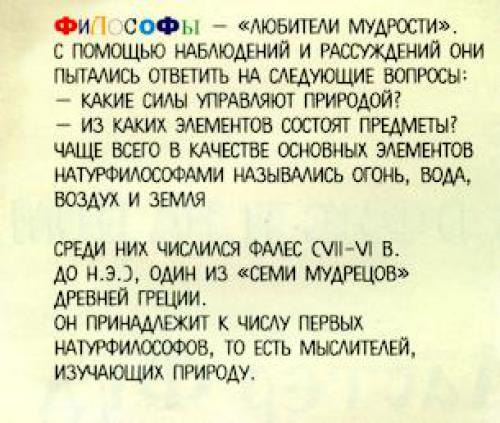 ФиЛОСОФЫ – «ЛЮБИТЕЛИ МУДРОСТИ».
С ПОМОЩЬЮ НАБЛЮДЕНИЙ И РАССУЖДЕНИЙ ОНИ
ПЫТАЛИСЬ ОТВЕТИТЬ НА СЛЕДУЮЩИЕ ВОПРОСЫ:
– КАКИЕ СИЛЫ УПРАВЛЯЮТ ПРИРОДОЙ?
– ИЗ КАКИХ ЭЛЕМЕНТОВ СОСТОЯТ ПРЕДМЕТЫ?
ЧАЩЕ ВСЕГО В КАЧЕСТВЕ ОСНОВНЫХ ЭЛЕМЕНТОВ
НАТУРФИЛОСОФАМИ НАЗЫВАЛИСЬ ОГОНЬ, ВОДА,
ВОЗДУХ И ЗЕМЛЯ
СРЕДИ НИХ ЧИСЛИЛСЯ ФАЛЕС (VII-VI В.
ДО Н.Э.), ОДИН ИЗ «СЕМИ МУДРЕЦОВ»
ДРЕВНЕЙ ГРЕЦИИ.
ОН ПРИНАДЛЕЖИТ К ЧИСЛУ ПЕРВЫХ
НАТУРФИЛОСОФОВ, ТО ЕСТЬ МЫСЛИТЕЛЕЙ,
ИЗУЧАЮЩИХ ПРИРОДУ.